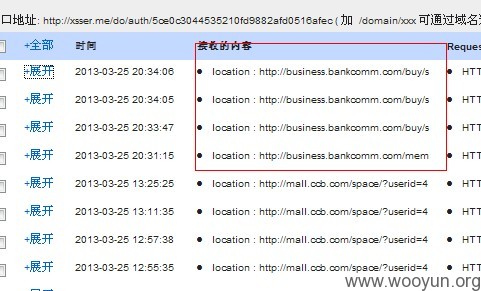 口地址: http://xsser.me/do/auth/5ce0c3044535210fd9882afd0516afec ( 加 /domain/xxx 可通过域名
+全部 时间 接收的内容 Reques
+展开 2013-03-25 20:34:06 location : http://business.bankcomm.com/buy/s HTT
+展开 2013-03-25 20:34:05 location : http://business.bankcomm.com/buy/s HTT
+展开 2013-03-25 20:33:47 location : http://business.bankcomm.com/buy/s HTT
+展开 2013-03-25 20:31:15 location : http://business.bankcomm.com/mem HTT
+展开 2013-03-25 13:25:25 location : http://mall.ccb.com/space/?userid=4 HTT
+展开 2013-03-25 13:11:35 location : http://mall.ccb.com/space/?userid=4 HTT
+展开 2013-03-25 12:57:38 location : http://mall.ccb.com/space/?userid=4 HTT
+展开 2013-03-25 12:55:35 location : http://mall.ccb.com/space/?userid=4 HTT
www.wooyun.org